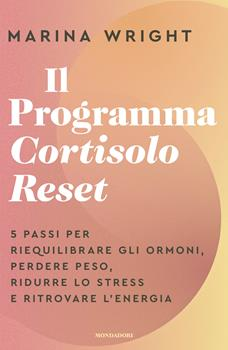 MARINA WRIGHT
Il
Programma
Cortisolo
Reset
5 PASSI PER
RIEQUILIBRARE GLI ORMONI,
PERDERE PESO,
RIDURRE LO STRESS
E RITROVARE L'ENERGIA
MONDADORI